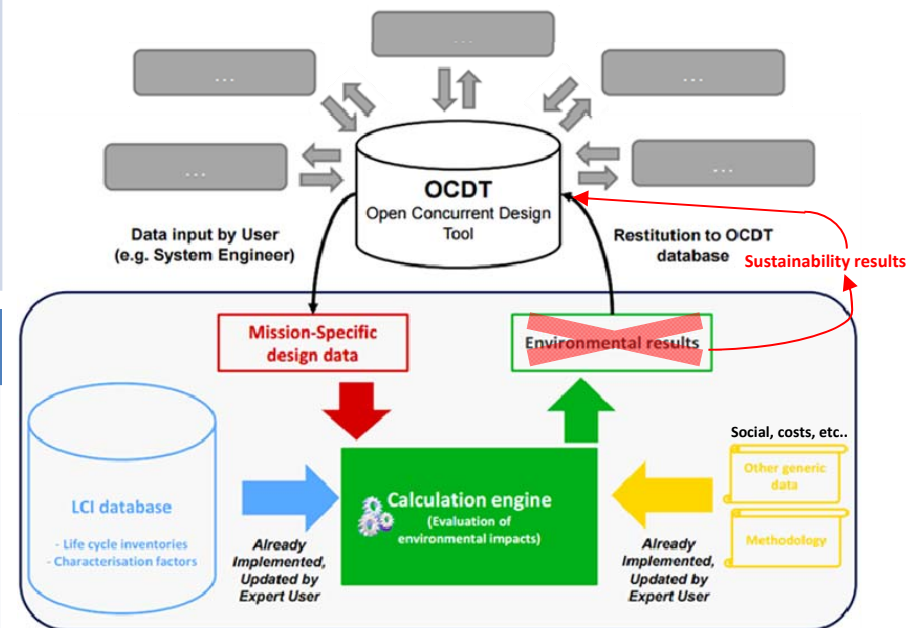 ...
...
...
...
...
OCDT
Open Concurrent Design
Tool
Data input by User
(e.g. System Engineer)
Restitution to OCDT
database
Sustainability results
Mission-Specific
design data
Environmental results
Social, costs, etc..
Other generic
data
Methodology
LCI database
- Life cycle inventories
- Characterisation factors
Already
Implemented,
Updated by
Expert User
Calculation engine
(Evaluation of
environmental impacts)
Already
Implemented,
Updated by
Expert User